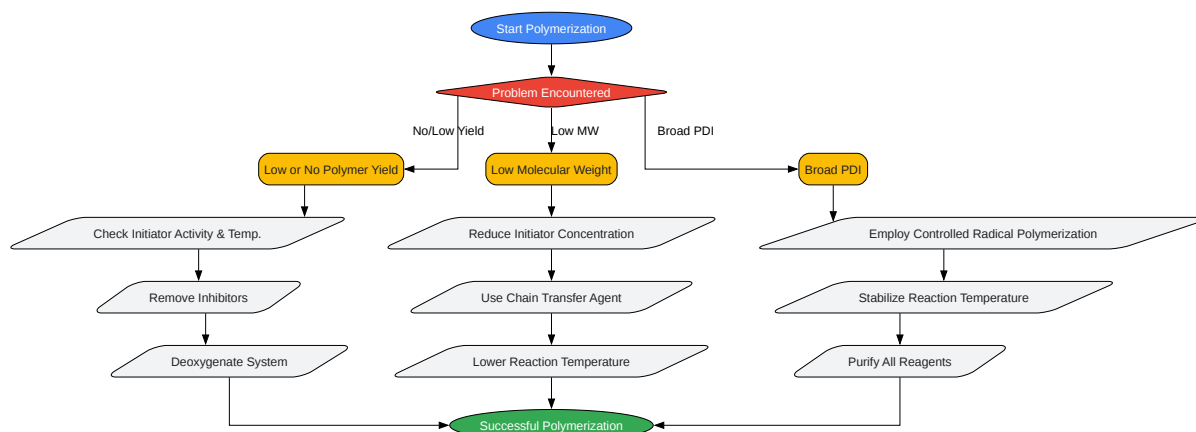 Start Polymerization
Problem Encountered
No/Low Yield
Low MW
Broad PDI
Low or No Polymer Yield
Low Molecular Weight
Broad PDI
Check Initiator Activity & Temp.
Reduce Initiator Concentration
Employ Controlled Radical Polymerization
Remove Inhibitors
Use Chain Transfer Agent
Stabilize Reaction Temperature
Deoxygenate System
Lower Reaction Temperature
Purify All Reagents
Successful Polymerization